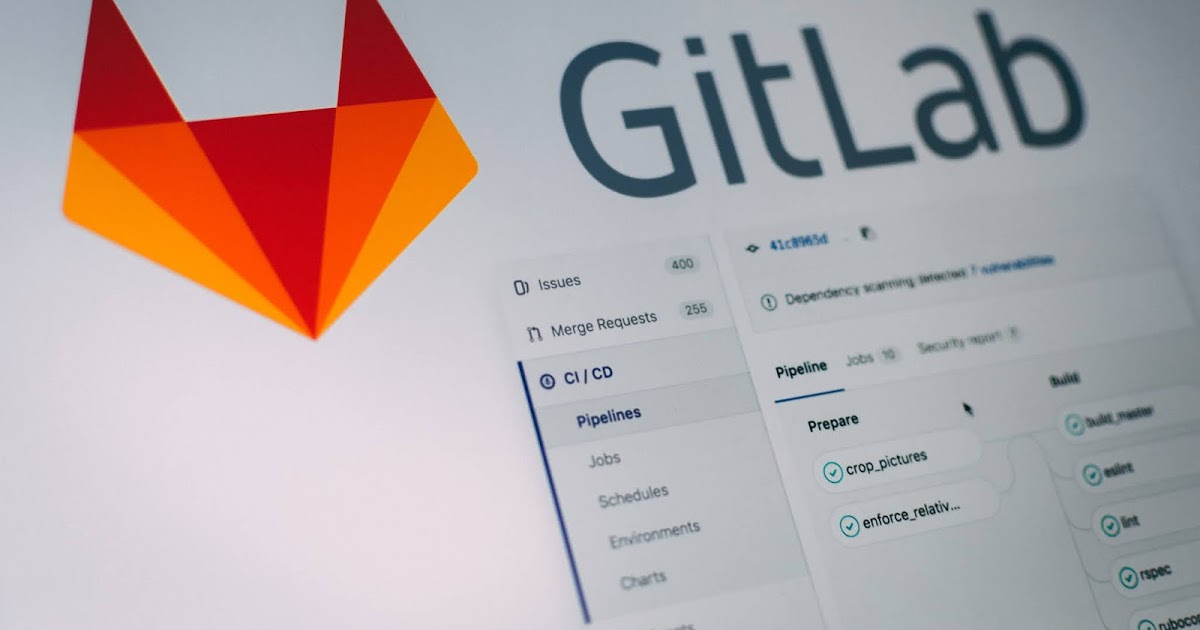 GitLab
Issues 400
Merge Requests 255
CI / CD
Pipelines
Jobs
Schedules
Environments
Charts
41c8965d
Dependency scanning detected 7 vulnerabilities
Pipeline Jobs 10 Security report 7
Prepare
crop_pictures
enforce_relativ...
Build
build_master
eslint
lint
rspec